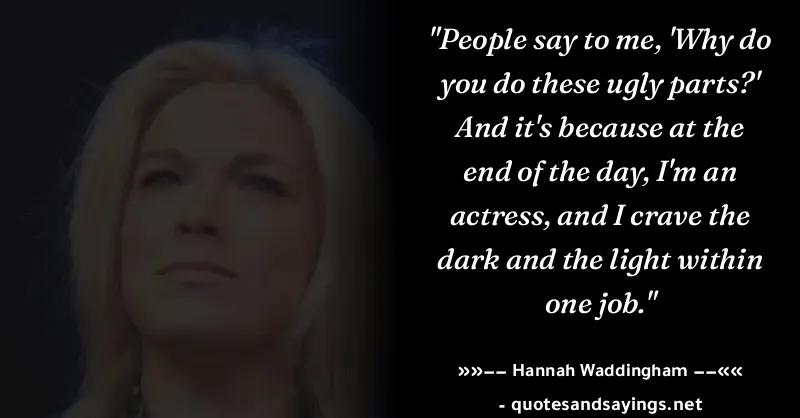 "People say to me, 'Why do
you do these ugly parts?'
And it's because at the
end of the day, I'm an
actress, and I crave the
dark and the light within
one job."
»»−− Hannah Waddingham −−««
- quotesandsayings.net